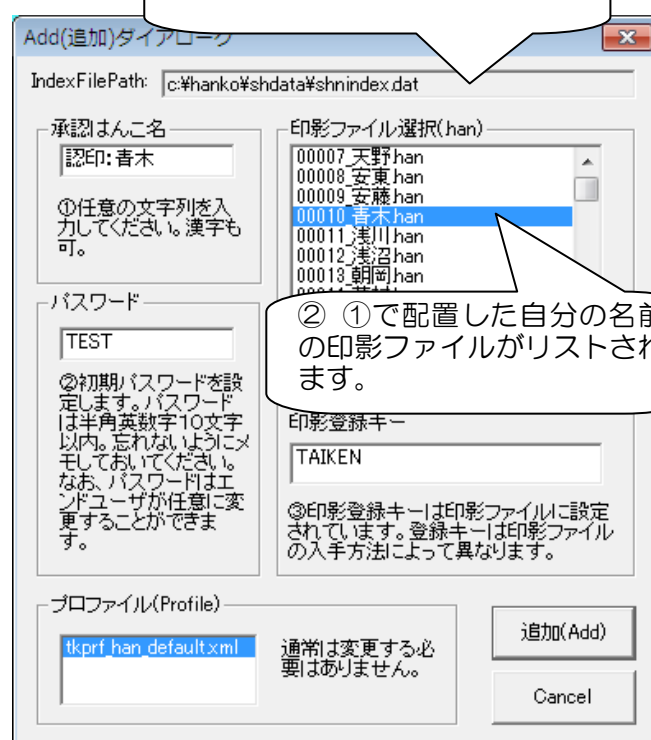 Add(追加)ダイアローグ
IndexFilePath: c:¥hanko¥shdata¥shnindex.dat
承認はんこ名
認印:青木
①任意の文字列を入
力してください。漢字も
可。
パスワード
TEST
②初期パスワードを設
定します。パスワード
は半角英数字10文字
以内。忘れないようにメ
モしておいてください。
なお、パスワードはエ
ンドユーザが任意に変
更することができま
す。
印影ファイル選択(.han)
00007_天野.han
00008_安東.han
00009_安藤.han
00010_青木.han
00011_浅川.han
00012_浅沼.han
00013_朝岡.han
② ①で配置した自分の名前
の印影ファイルがリストされ
ます。
印影登録キー
TAIKEN
③印影登録キーは印影ファイルに設定
されています。登録キーは印影ファイル
の入手方法によって異なります。
プロファイル(Profile)
tkprf_han_default.xml
通常は変更する必
要はありません。
追加(Add)
Cancel